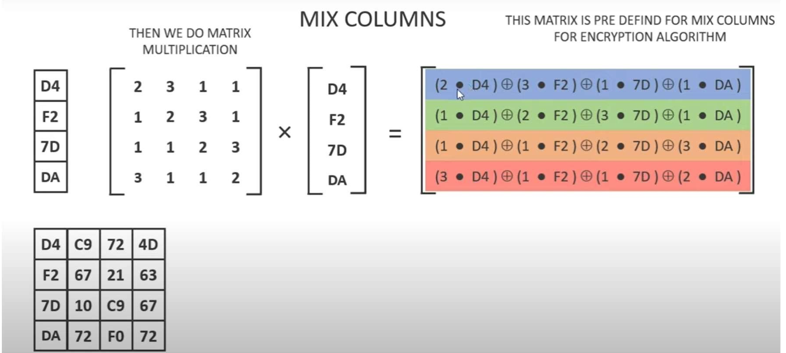 MIX COLUMNS
THEN WE DO MATRIX
MULTIPLICATION
THIS MATRIX IS PRE DEFIND FOR MIX COLUMNS
FOR ENCRYPTION ALGORITHM
D4
F2
7D
DA
2 3 1 1
1 2 3 1
1 1 2 3
3 1 1 2
×
D4
F2
7D
DA
=
(2 ● D4 ) ⊕ (3 ● F2 ) ⊕ (1 ● 7D ) ⊕ (1 ● DA )
(1 ● D4 ) ⊕ (2 ● F2 ) ⊕ (3 ● 7D ) ⊕ (1 ● DA )
(1 ● D4 ) ⊕ (1 ● F2 ) ⊕ (2 ● 7D ) ⊕ (3 ● DA )
(3 ● D4 ) ⊕ (1 ● F2 ) ⊕ (1 ● 7D ) ⊕ (2 ● DA )
D4 C9 72 4D
F2 67 21 63
7D 10 C9 67
DA 72 F0 72